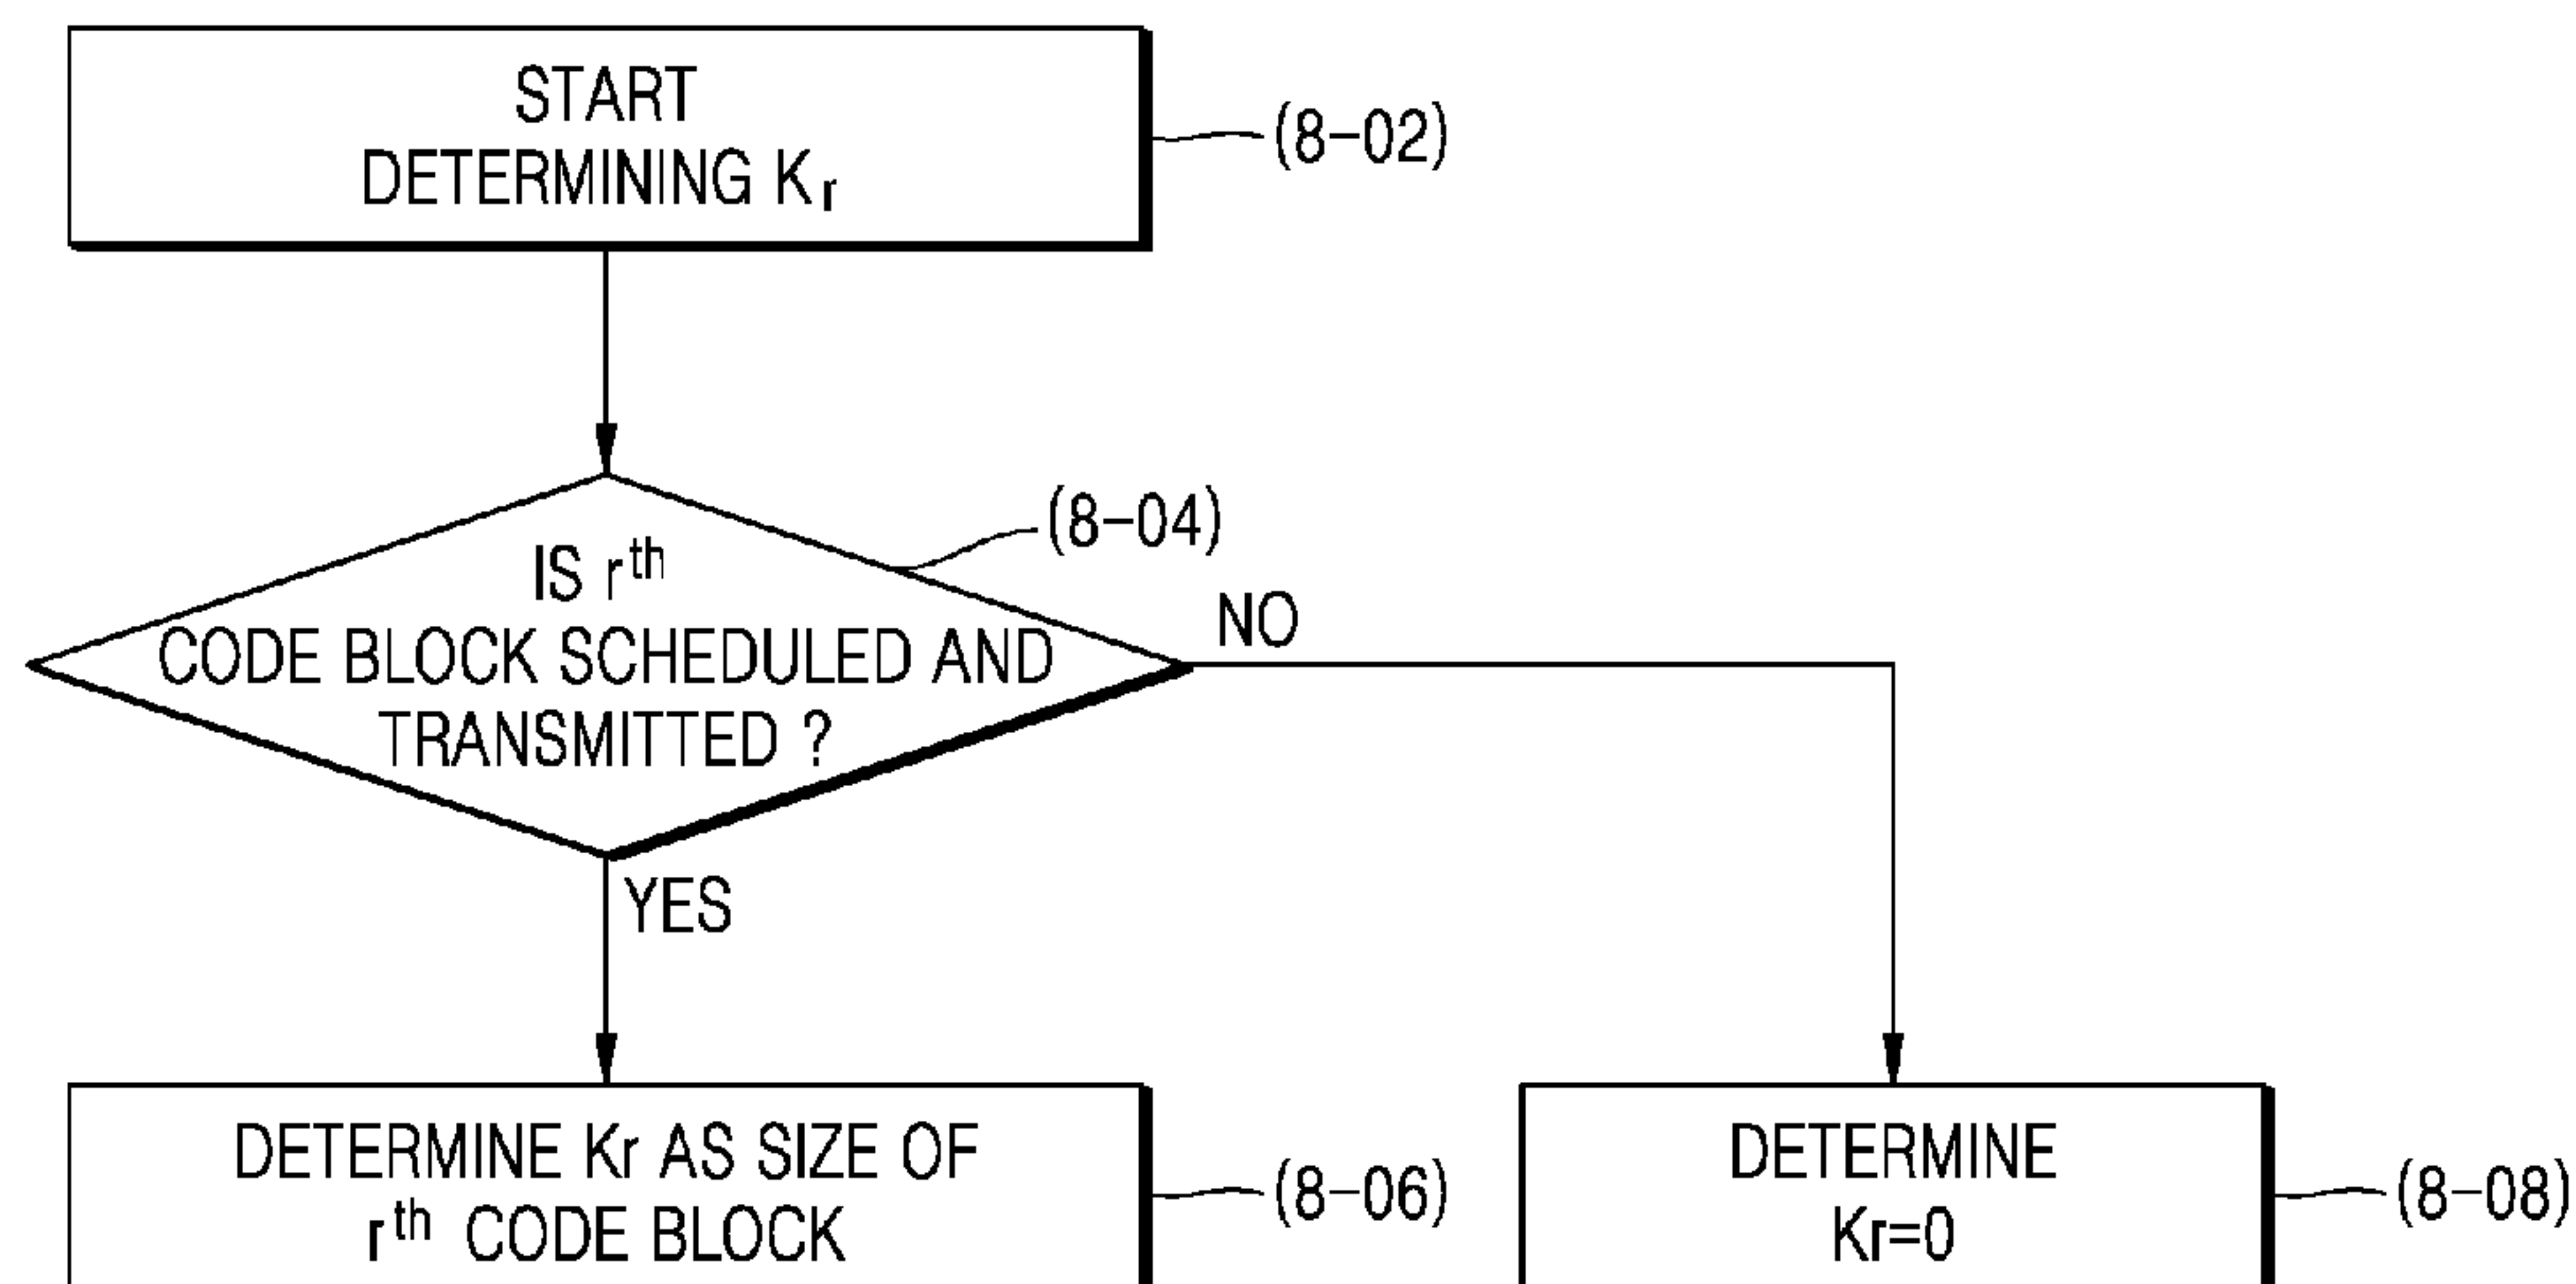 START
DETERMINING Kr
(8-02)
(8-04)
IS rth
CODE BLOCK SCHEDULED AND
TRANSMITTED ?
NO
YES
DETERMINE Kr AS SIZE OF
rth CODE BLOCK
(8-06)
DETERMINE
Kr=0
(8-08)